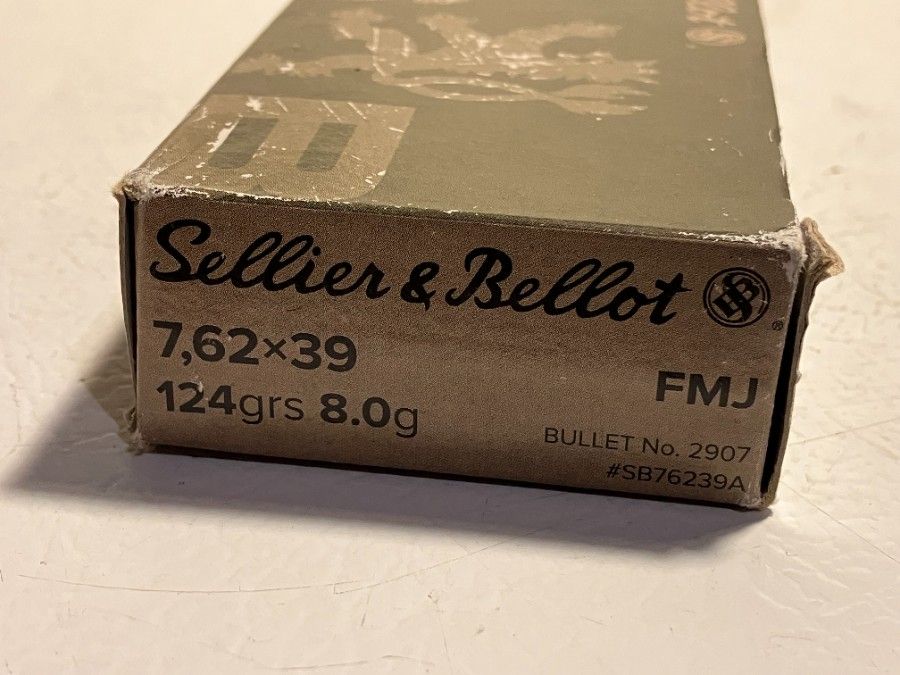 Sellier & Bellot
7,62×39
124grs 8.0g
FMJ
BULLET No. 2907
#SB76239A